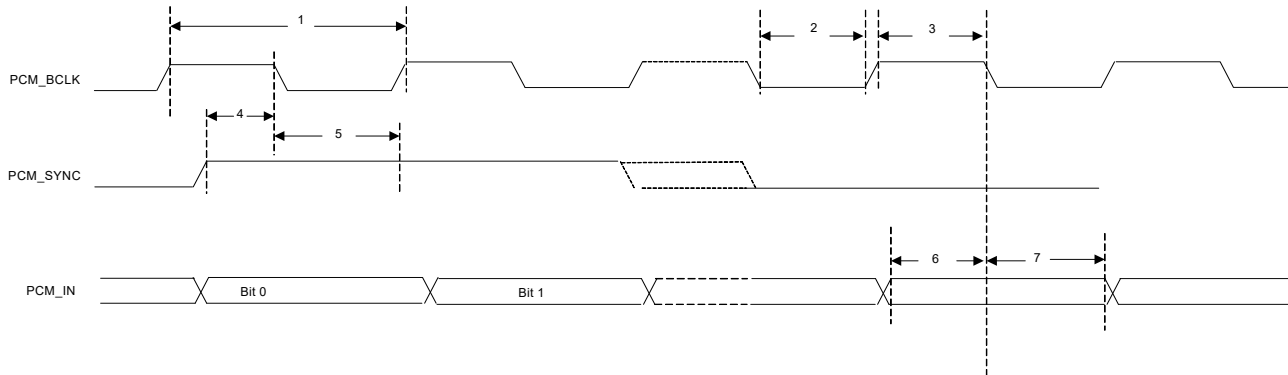 1
2
3
PCM_BCLK
4
5
PCM_SYNC
6
7
PCM_IN
Bit 0
Bit 1